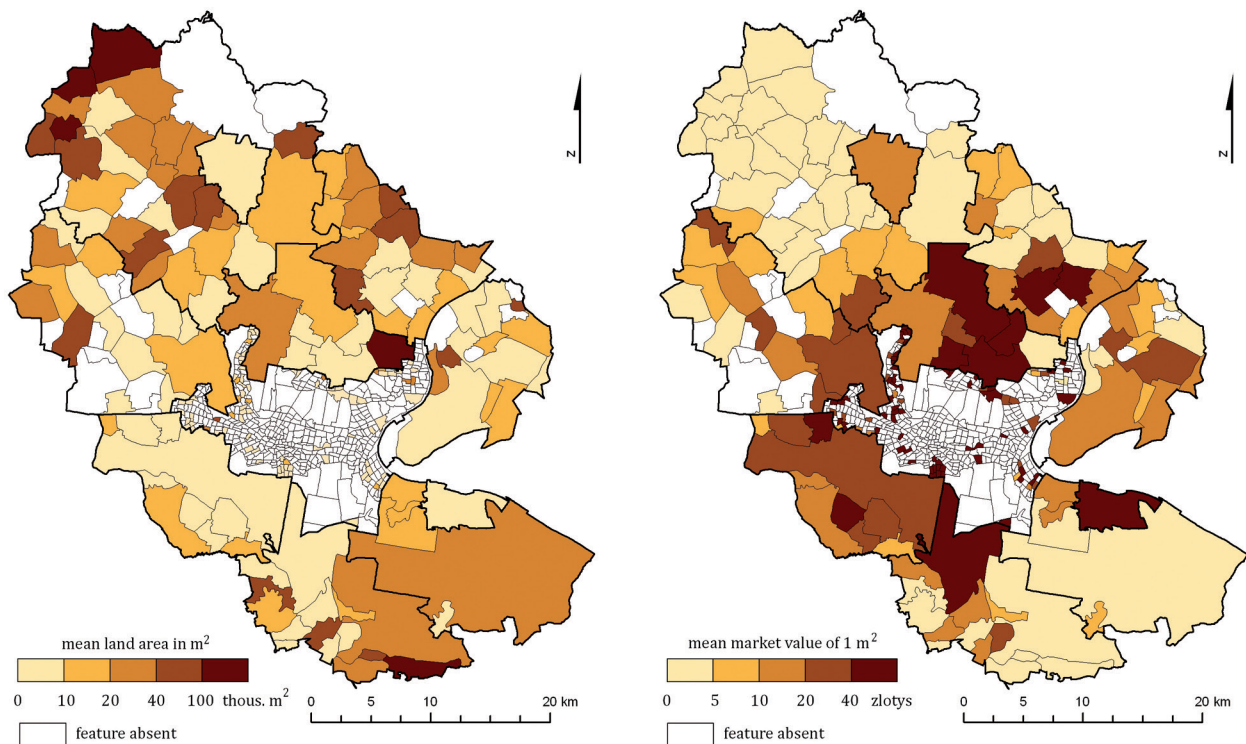 N
mean land area in m²
0 10 20 40 100 thous. m²
feature absent
0 5 10 20 km
N
mean market value of 1 m²
0 5 10 20 40 zlotys
feature absent
0 5 10 20 km